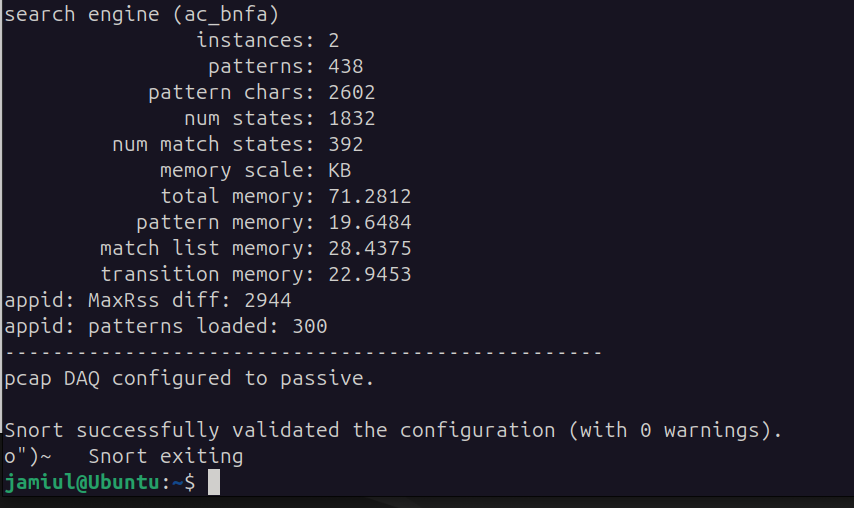 search engine (ac_bnfa)
instances: 2
patterns: 438
pattern chars: 2602
num states: 1832
num match states: 392
memory scale: KB
total memory: 71.2812
pattern memory: 19.6484
match list memory: 28.4375
transition memory: 22.9453
appid: MaxRss diff: 2944
appid: patterns loaded: 300
--------------------------------------------------
pcap DAQ configured to passive.
Snort successfully validated the configuration (with 0 warnings).
o")~   Snort exiting
jamiul@Ubuntu:~$